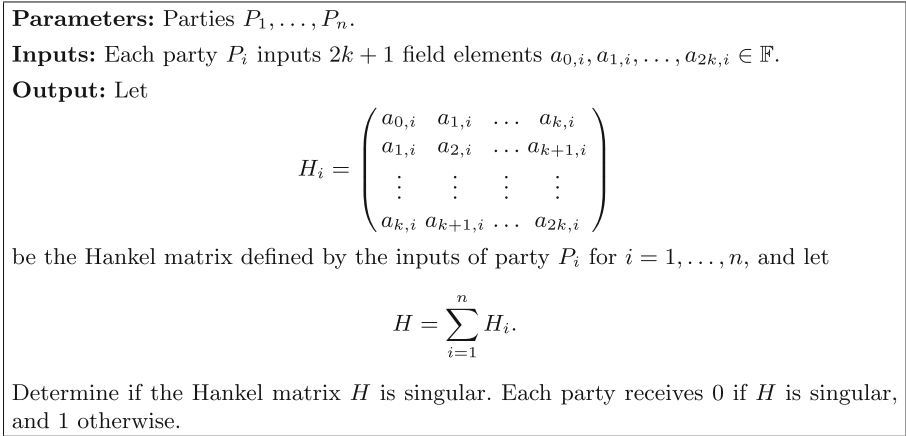 Parameters: Parties P_1, . . . , P_n.
Inputs: Each party P_i inputs 2k + 1 field elements a_{0,i}, a_{1,i}, . . . , a_{2k,i} ∈ 𝔽.
Output: Let
H_i = ( a_{0,i} a_{1,i} . . . a_{k,i}
a_{1,i} a_{2,i} . . . a_{k+1,i}
⋮ ⋮ ⋮ ⋮
a_{k,i} a_{k+1,i} . . . a_{2k,i} )
be the Hankel matrix defined by the inputs of party P_i for i = 1, . . . , n, and let
H = ∑_{i=1}^{n} H_i.
Determine if the Hankel matrix H is singular. Each party receives 0 if H is singular,
and 1 otherwise.